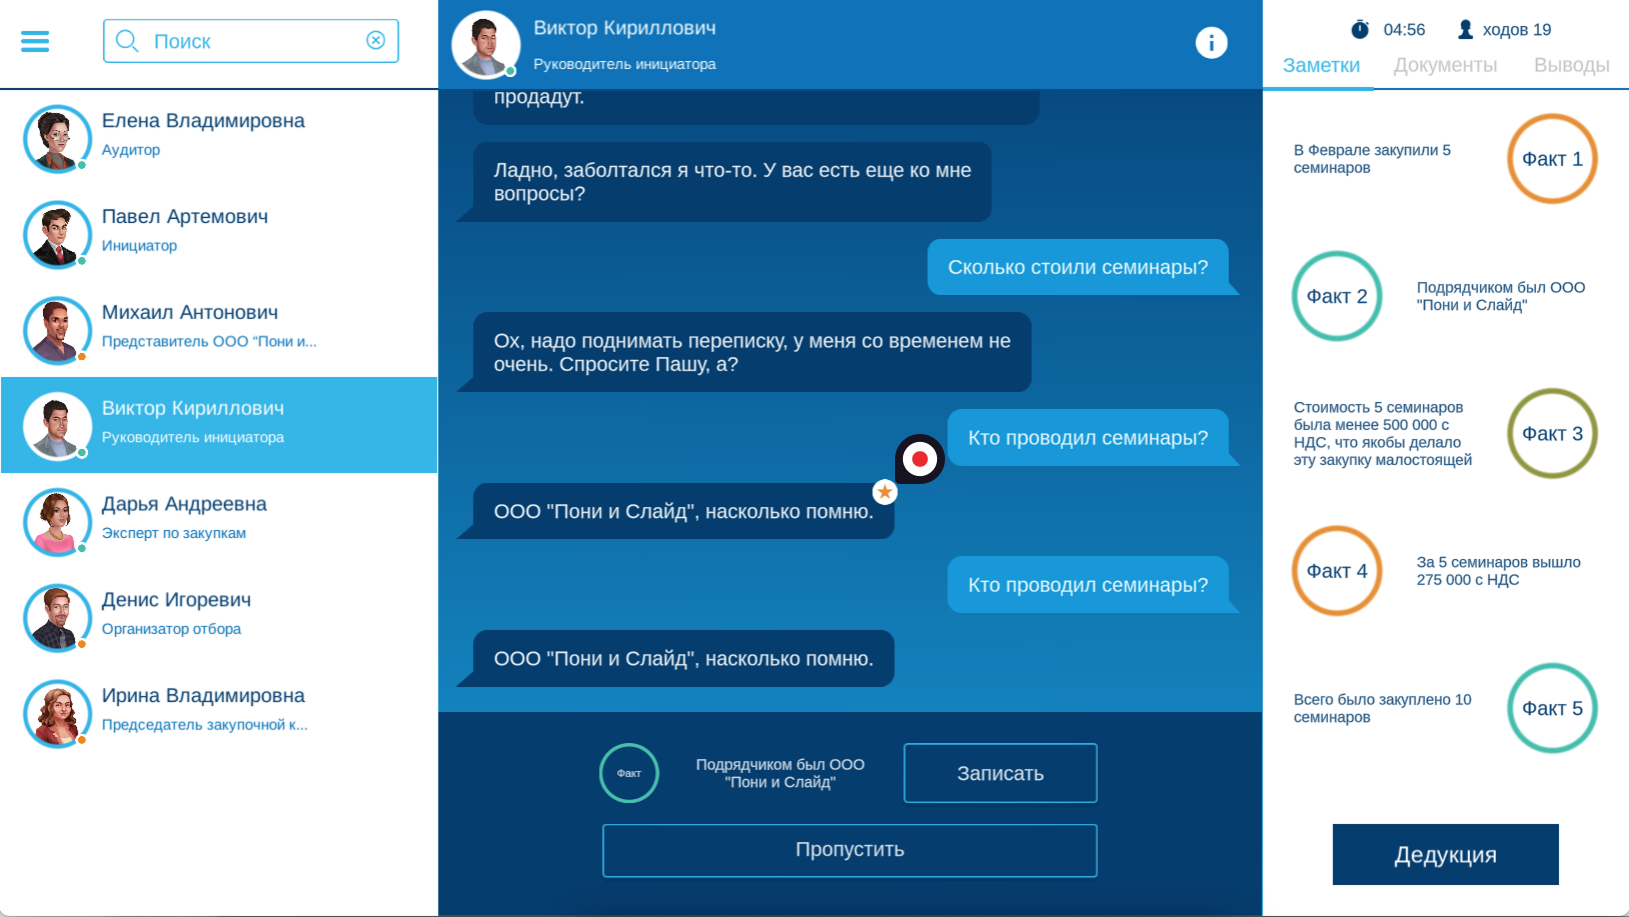 Поиск
Елена Владимировна
Аудитор
Павел Артемович
Инициатор
Михаил Антонович
Представитель ООО "Пони и...
Виктор Кириллович
Руководитель инициатора
Дарья Андреевна
Эксперт по закупкам
Денис Игоревич
Организатор отбора
Ирина Владимировна
Председатель закупочной к...
Виктор Кириллович
Руководитель инициатора
i
продадут.
Ладно, заболтался я что-то. У вас есть еще ко мне
вопросы?
Сколько стоили семинары?
Ох, надо поднимать переписку, у меня со временем не
очень. Спросите Пашу, а?
Кто проводил семинары?
ООО "Пони и Слайд", насколько помню.
Кто проводил семинары?
ООО "Пони и Слайд", насколько помню.
Факт
Подрядчиком был ООО
"Пони и Слайд"
Записать
Пропустить
04:56
ходов 19
Заметки
Документы
Выводы
В Феврале закупили 5
семинаров
Факт 1
Факт 2
Подрядчиком был ООО
"Пони и Слайд"
Стоимость 5 семинаров
была менее 500 000 с
НДС, что якобы делало
эту закупку малостоящей
Факт 3
Факт 4
За 5 семинаров вышло
275 000 с НДС
Всего было закуплено 10
семинаров
Факт 5
Дедукция